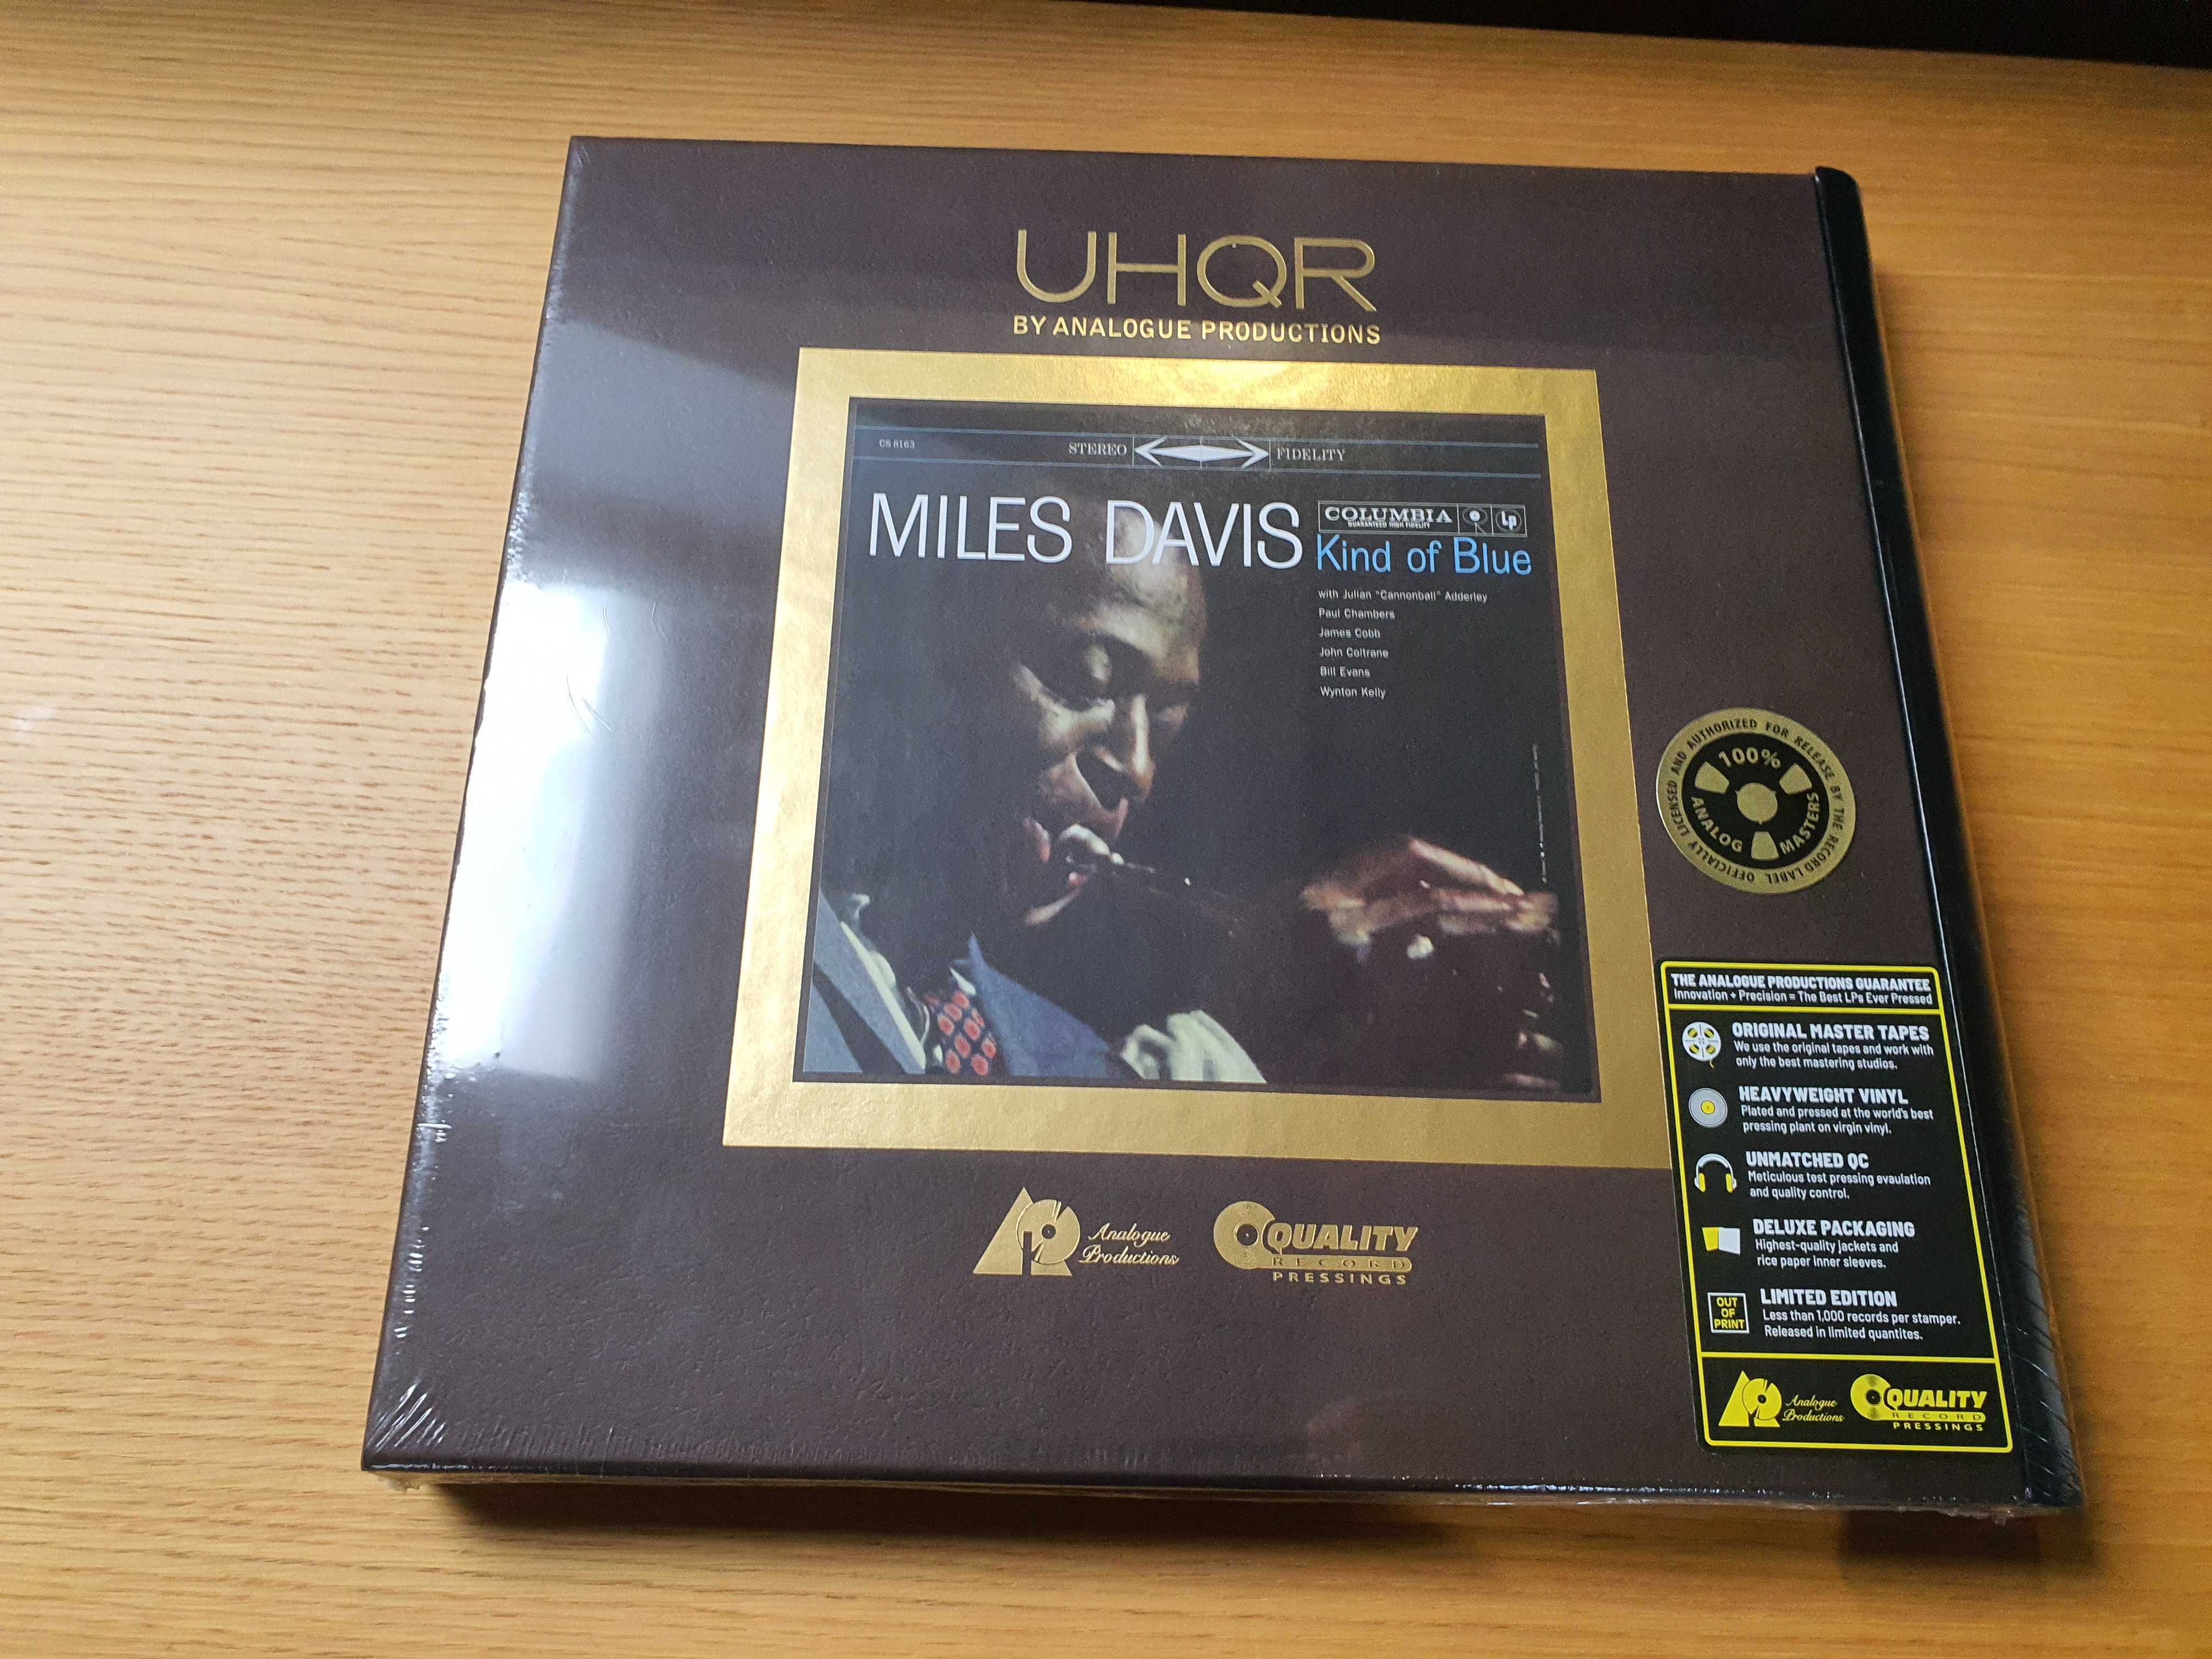 UHQR
BY ANALOGUE PRODUCTIONS
CS 8163
STEREO FIDELITY
MILES DAVIS
COLUMBIA
GUARANTEED HIGH FIDELITY
Lp
Kind of Blue
with Julian "Cannonball" Adderley
Paul Chambers
James Cobb
John Coltrane
Bill Evans
Wynton Kelly
OFFICIALLY LICENSED AND AUTHORIZED FOR RELEASE BY THE RECORD LABEL
100%
ANALOG MASTERS
THE ANALOGUE PRODUCTIONS GUARANTEE
Innovation + Precision = The Best LPs Ever Pressed
ORIGINAL MASTER TAPES
We use the original tapes and work with
only the best mastering studios.
HEAVYWEIGHT VINYL
Plated and pressed at the world's best
pressing plant on virgin vinyl.
UNMATCHED QC
Meticulous test pressing evaulation
and quality control.
DELUXE PACKAGING
Highest-quality jackets and
rice paper inner sleeves.
OUT
OF
PRINT
LIMITED EDITION
Less than 1,000 records per stamper.
Released in limited quantites.
Analogue
Productions
QUALITY
RECORD
PRESSINGS
Analogue
Productions
QUALITY
RECORD
PRESSINGS